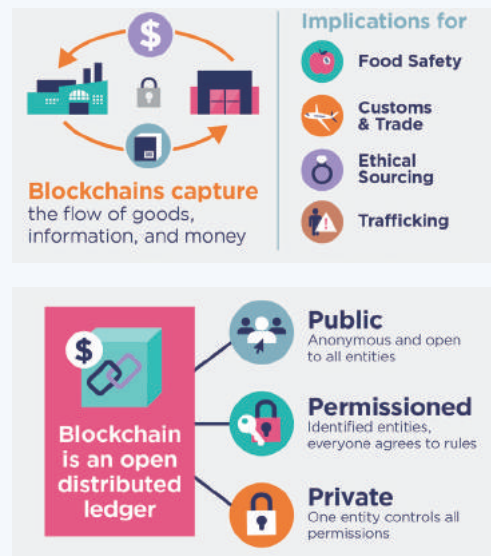 $
Blockchains capture
the flow of goods,
information, and money
Implications for
Food Safety
Customs
& Trade
Ethical
Sourcing
Trafficking
$
Blockchain
is an open
distributed
ledger
Public
Anonymous and open
to all entities
Permissioned
Identified entities,
everyone agrees to rules
Private
One entity controls all
permissions